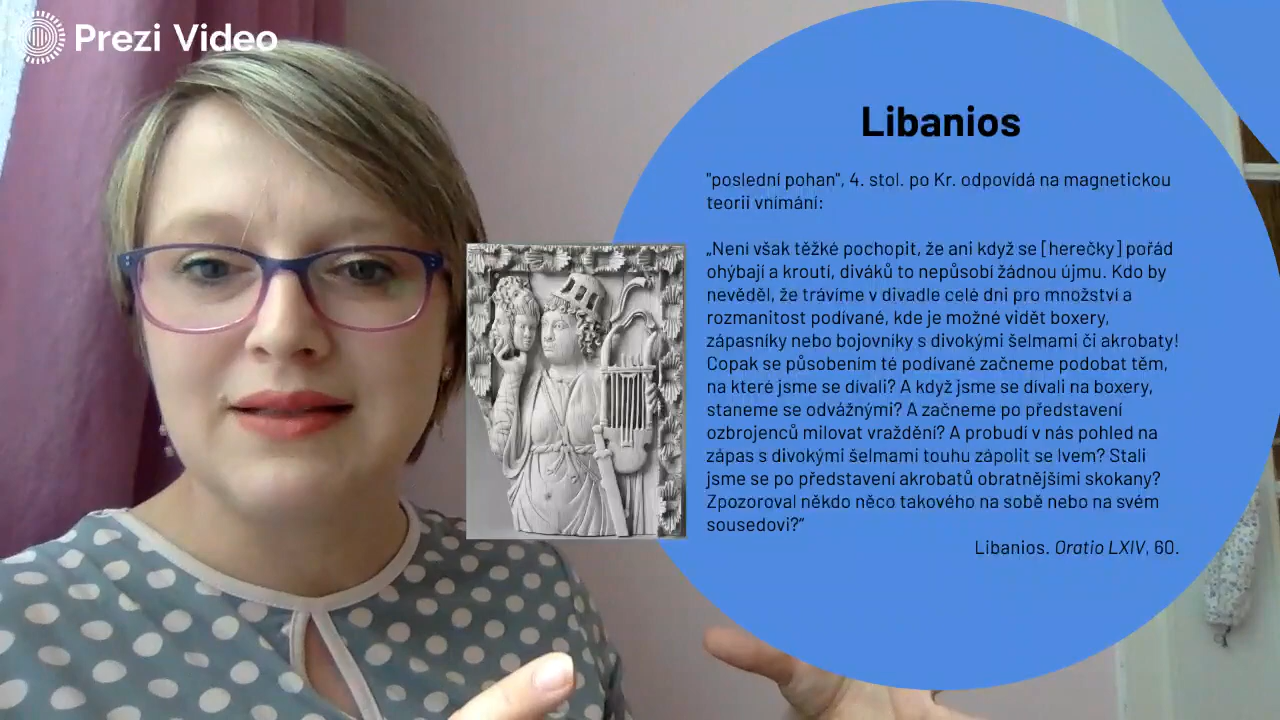 Prezi Video
Libanios
"poslední pohan", 4. stol. po Kr. odpovídá na magnetickou
teorii vnímání:
„Není však těžké pochopit, že ani když se [herečky] pořád
ohýbají a kroutí, diváků to nepůsobí žádnou újmu. Kdo by
nevěděl, že trávíme v divadle celé dni pro množství a
rozmanitost podívané, kde je možné vidět boxery,
zápasníky nebo bojovníky s divokými šelmami či akrobaty!
Copak se působením té podívané začneme podobat těm,
na které jsme se dívali? A když jsme se dívali na boxery,
staneme se odvážnými? A začneme po představení
ozbrojenců milovat vraždění? A probudí v nás pohled na
zápas s divokými šelmami touhu zápolit se lvem? Stali
jsme se po představení akrobatů obratnějšími skokany?
Zpozoroval někdo něco takového na sobě nebo na svém
sousedovi?"
Libanios. Oratio LXIV, 60.